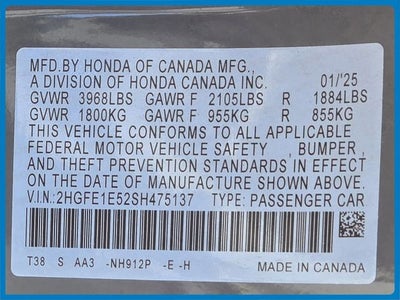 MFD.BY HONDA OF CANADA MFG.,
A DIVISION OF HONDA CANADA INC. 01/'25
GVWR 3968LBS GAWR F 2105LBS R 1884LBS
GVWR 1800KG GAWR F 955KG R 855KG
THIS VEHICLE CONFORMS TO ALL APPLICABLE
FEDERAL MOTOR VEHICLE SAFETY , BUMPER ,
AND THEFT PREVENTION STANDARDS IN EFFECT
ON THE DATE OF MANUFACTURE SHOWN ABOVE.
V.I.N:2HGFE1E52SH475137 TYPE: PASSENGER CAR
T38 S AA3 -NH912P -E -H MADE IN CANADA